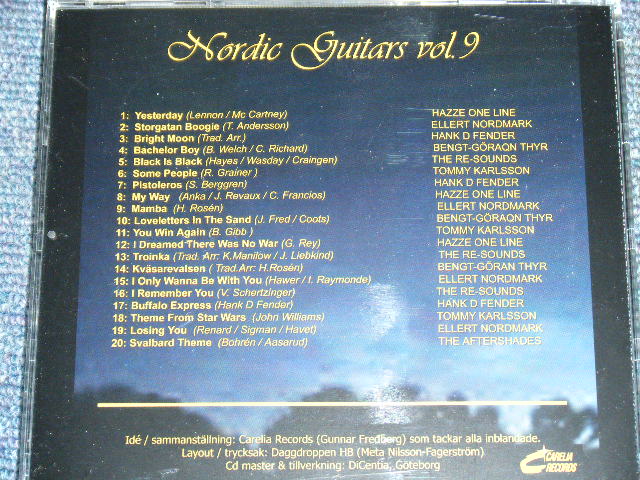 Nordic Guitars vol.9
1: Yesterday (Lennon / Mc Cartney) HAZZE ONE LINE
2: Storgatan Boogie (T. Andersson) ELLERT NORDMARK
3: Bright Moon (Trad. Arr.) HANK D FENDER
4: Bachelor Boy (B. Welch / C. Richard) BENGT-GÖRAQN THYR
5: Black Is Black (Hayes / Wasday / Craingen) THE RE-SOUNDS
6: Some People (R. Grainer ) TOMMY KARLSSON
7: Pistoleros (S. Berggren) HANK D FENDER
8: My Way (Anka / J. Revaux / C. Francios) HAZZE ONE LINE
9: Mamba (H. Rosén) ELLERT NORDMARK
10: Loveletters In The Sand (J. Fred / Coots) BENGT-GÖRAQN THYR
11: You Win Again (B. Gibb ) TOMMY KARLSSON
12: I Dreamed There Was No War (G. Rey) HAZZE ONE LINE
13: Troinka (Trad. Arr: K.Manilow / J. Liebkind) THE RE-SOUNDS
14: Kväsarevalsen ( Trad.Arr: H.Rosén) BENGT-GÖRAN THYR
15: I Only Wanna Be With You (Hawer / I. Raymonde) ELLERT NORDMARK
16: I Remember You (V. Schertzinger) THE RE-SOUNDS
17: Buffalo Express (Hank D Fender) HANK D FENDER
18: Theme From Star Wars (John Williams) TOMMY KARLSSON
19: Losing You (Renard / Sigman / Havet) ELLERT NORDMARK
20: Svalbard Theme (Bohrén / Aasarud) THE AFTERSHADES
Idé / sammanställning: Carelia Records (Gunnar Fredberg) som tackar alla inblandade.
Layout / trycksak: Daggdroppen HB (Meta Nilsson-Fagerström)
Cd master & tillverkning: DiCentia, Göteborg
CARELIA
RECORDS